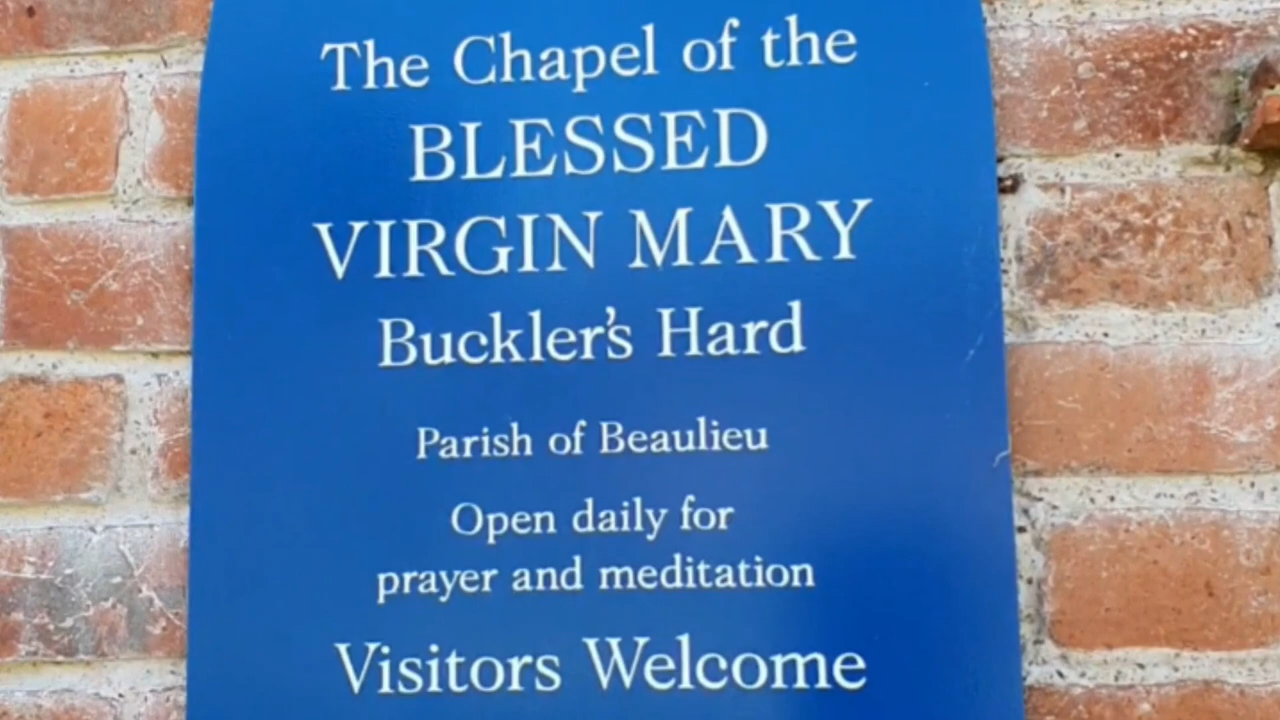 The Chapel of the
BLESSED
VIRGIN MARY
Buckler's Hard
Parish of Beaulieu
Open daily for
prayer and meditation
Visitors Welcome